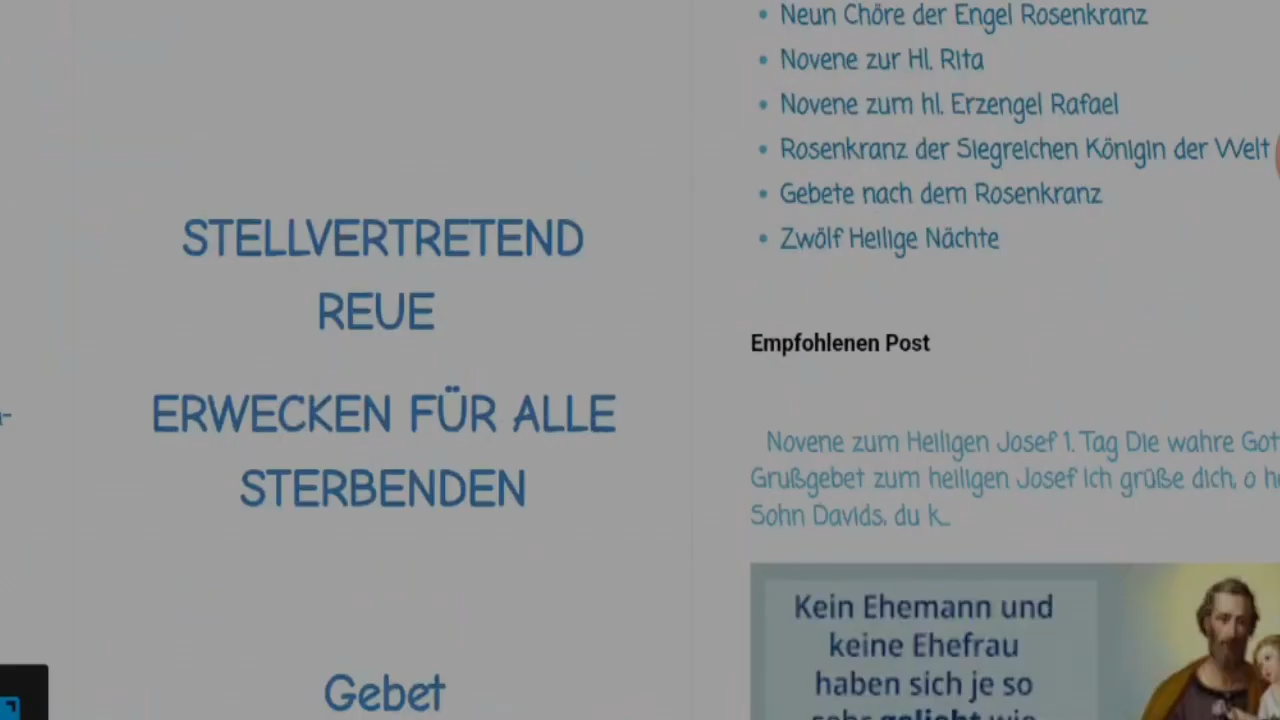 STELLVERTRETEND
REUE
ERWECKEN FÜR ALLE
STERBENDEN
Gebet
Neun Chöre der Engel Rosenkranz
Novene zur Hl. Rita
Novene zum hl. Erzengel Rafael
Rosenkranz der Siegreichen Königin der Welt
Gebete nach dem Rosenkranz
Zwölf Heilige Nächte
Empfohlenen Post
Novene zum Heiligen Josef 1. Tag Die wahre
Grußgebet zum heiligen Josef Ich grüße dich, o
Sohn Davids, du k...
Kein Ehemann und
keine Ehefrau
haben sich je so
sehr geliebt wie